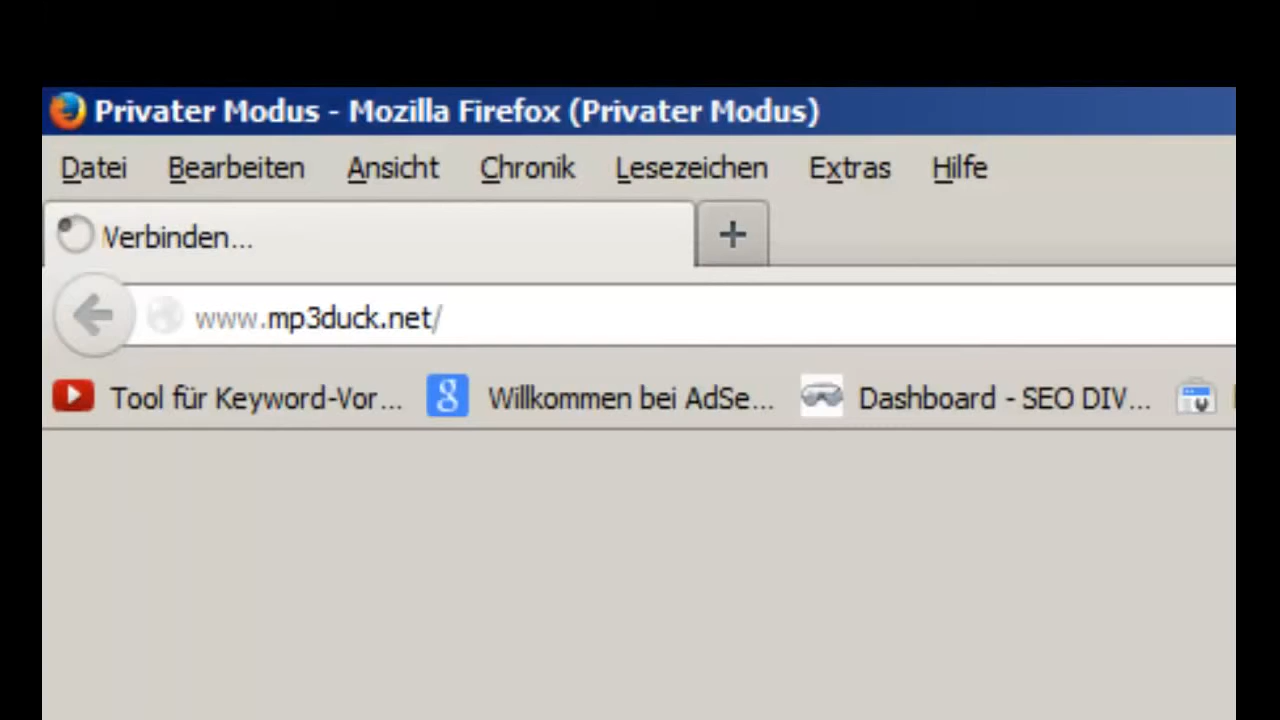 Privater Modus - Mozilla Firefox (Privater Modus)
Datei Bearbeiten Ansicht Chronik Lesezeichen Extras Hilfe
Verbinden...
www.mp3duck.net/
Tool für Keyword-Vor... Willkommen bei AdSe... Dashboard - SEO DIV...